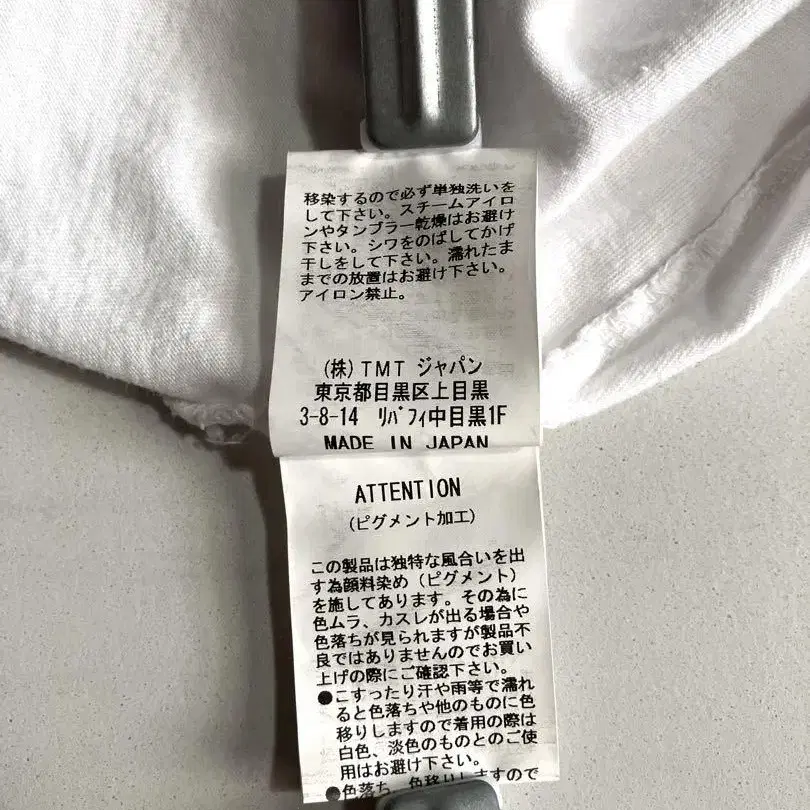 移染するので必ず単独洗いを
して下さい。スチームアイロ
ンやタンブラー乾燥はお避け
下さい。シワをのばしてかげ
干しをして下さい。濡れたま
までの放置はお避け下さい。
アイロン禁止。
(株)TMT ジャパン
東京都目黒区上目黒
3-8-14 ﾘﾊﾞﾌｨ中目黒1F
MADE IN JAPAN
ATTENTION
(ピグメント加工)
この製品は独特な風合いを出
す為顔料染め(ピグメント)
を施してあります。その為に
色ムラ、カスレが出る場合や
色落ちが見られますが製品不
良ではありませんのでお買い
上げの際にご確認下さい。
●こすったり汗や雨等で濡れ
ると色落ちや他のものに色
移りしますので着用の際は
白色、淡色のものとのご使
用はお避け下さい。
●色落ち、色移りしますので